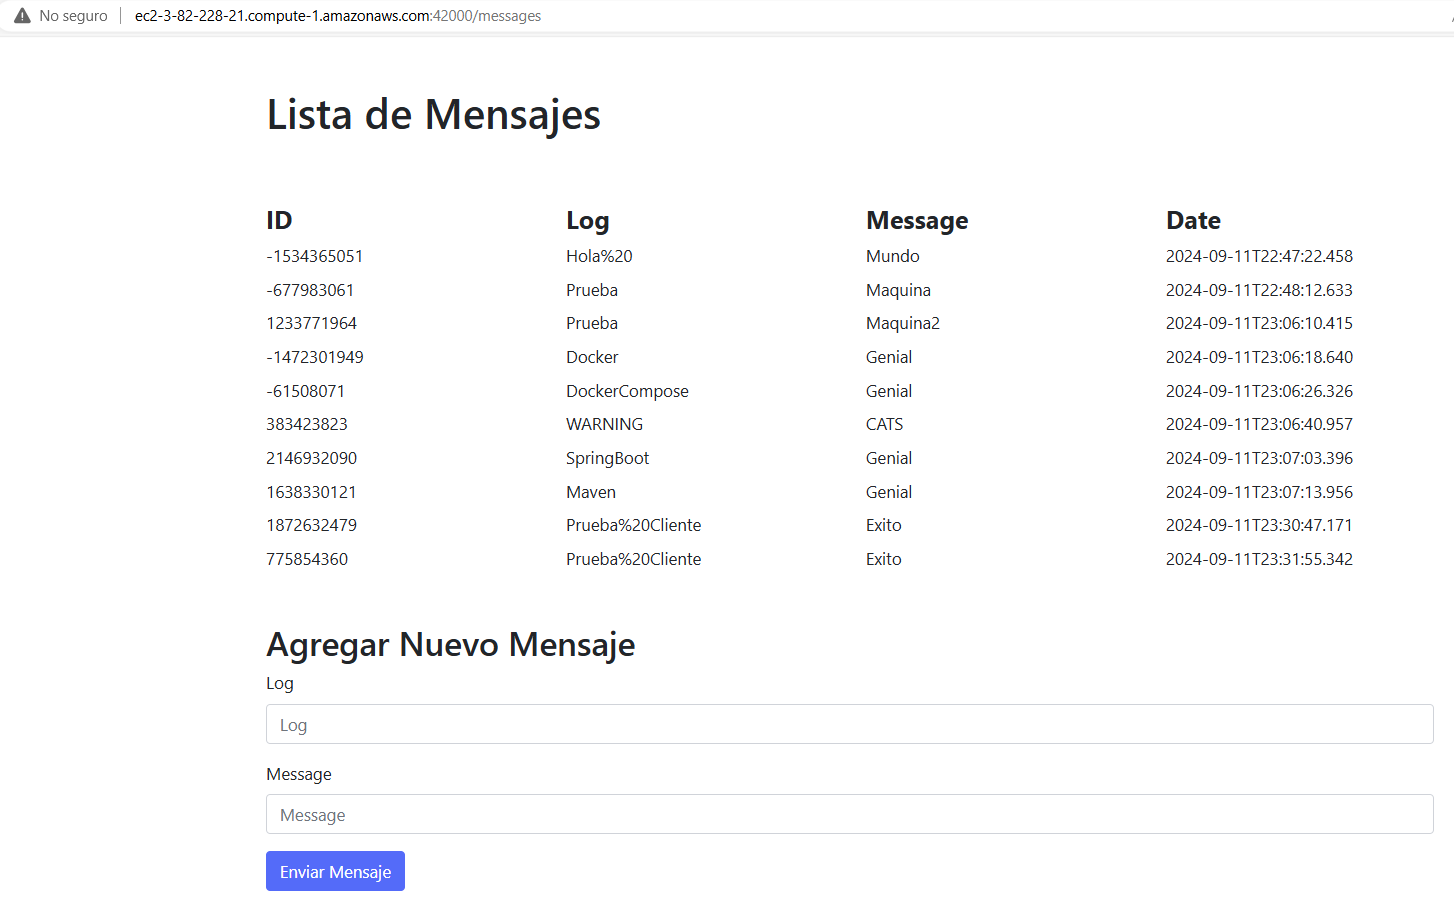 No seguro ec2-3-82-228-21.compute-1.amazonaws.com:42000/messages
Lista de Mensajes
ID Log Message Date
-1534365051 Hola%20 Mundo 2024-09-11T22:47:22.458
-677983061 Prueba Maquina 2024-09-11T22:48:12.633
1233771964 Prueba Maquina2 2024-09-11T23:06:10.415
-1472301949 Docker Genial 2024-09-11T23:06:18.640
-61508071 DockerCompose Genial 2024-09-11T23:06:26.326
383423823 WARNING CATS 2024-09-11T23:06:40.957
2146932090 SpringBoot Genial 2024-09-11T23:07:03.396
1638330121 Maven Genial 2024-09-11T23:07:13.956
1872632479 Prueba%20Cliente Exito 2024-09-11T23:30:47.171
775854360 Prueba%20Cliente Exito 2024-09-11T23:31:55.342
Agregar Nuevo Mensaje
Log
Log
Message
Message
Enviar Mensaje